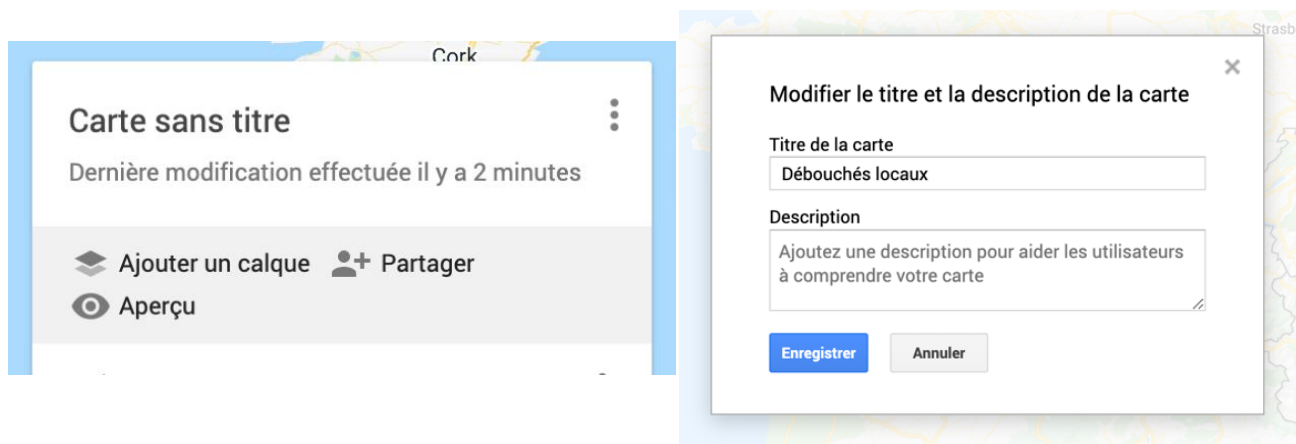 Cork
Carte sans titre
Dernière modification effectuée il y a 2 minutes
Ajouter un calque Partager
Aperçu
Modifier le titre et la description de la carte
Titre de la carte
Débouchés locaux
Description
Ajoutez une description pour aider les utilisateurs
à comprendre votre carte
Enregistrer Annuler
Strasb